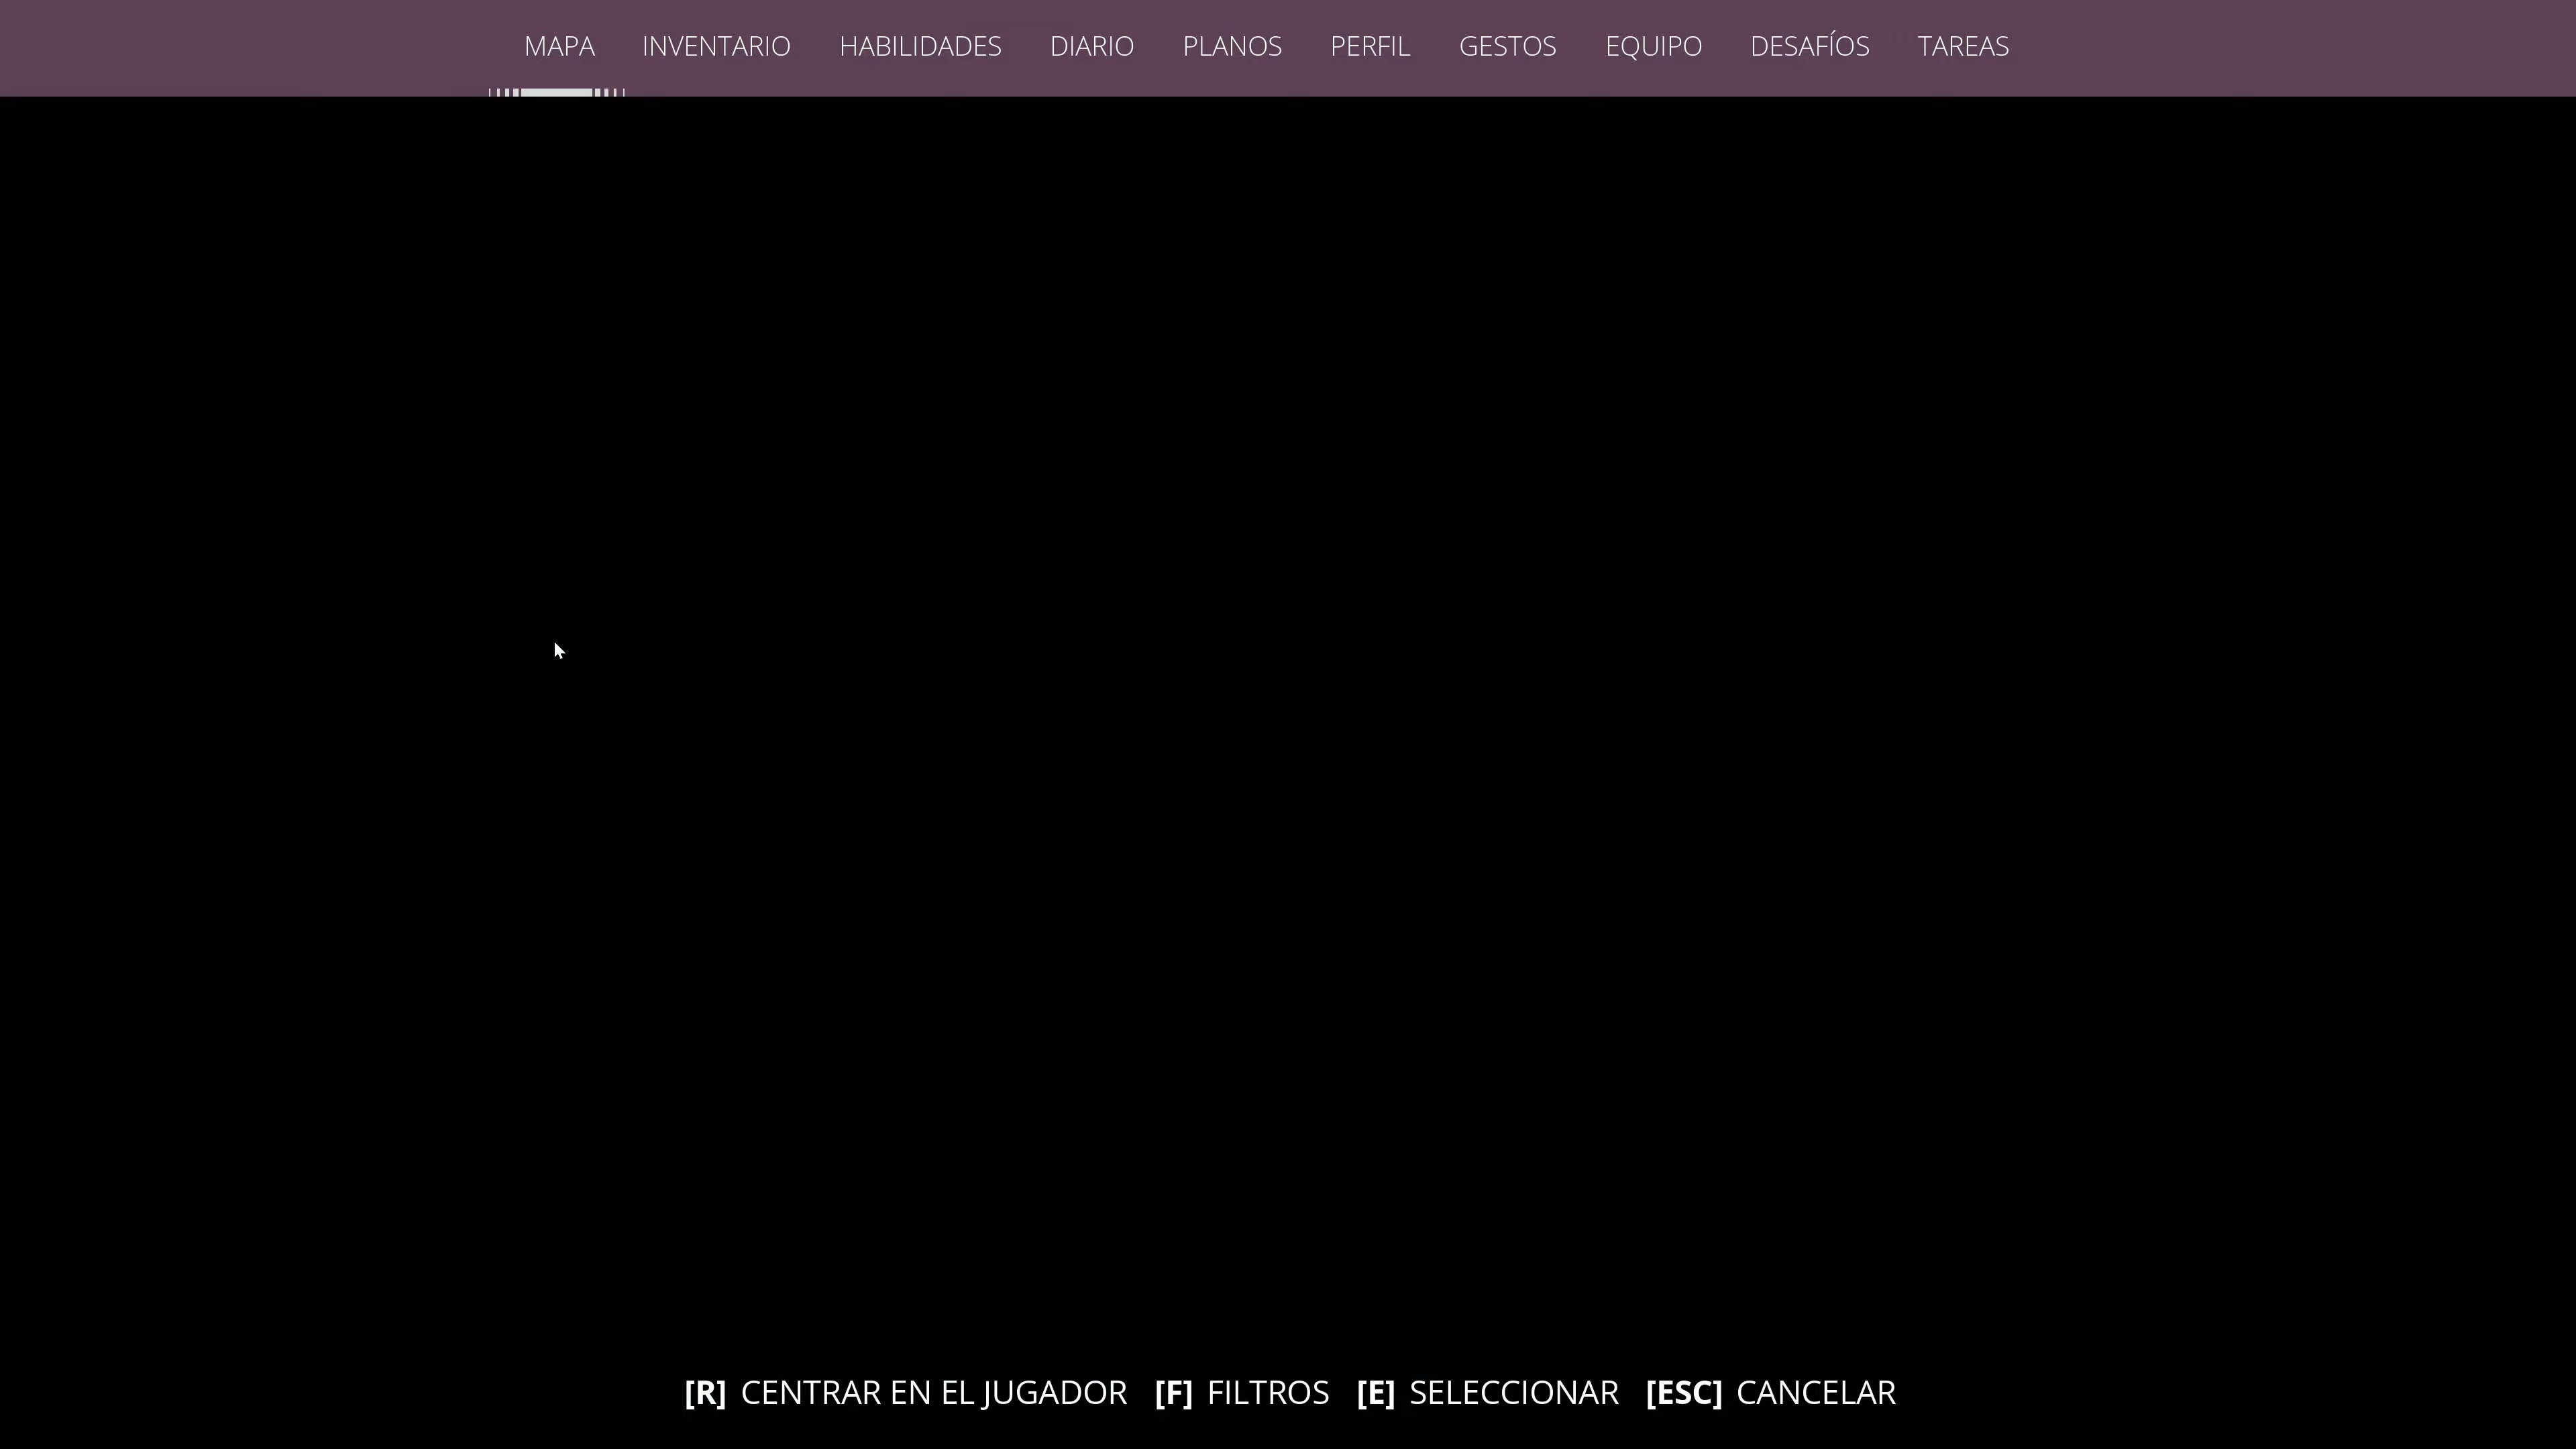 MAPA INVENTARIO HABILIDADES DIARIO PLANOS PERFIL GESTOS EQUIPO DESAFÍOS TAREAS
[R] CENTRAR EN EL JUGADOR [F] FILTROS [E] SELECCIONAR [ESC] CANCELAR